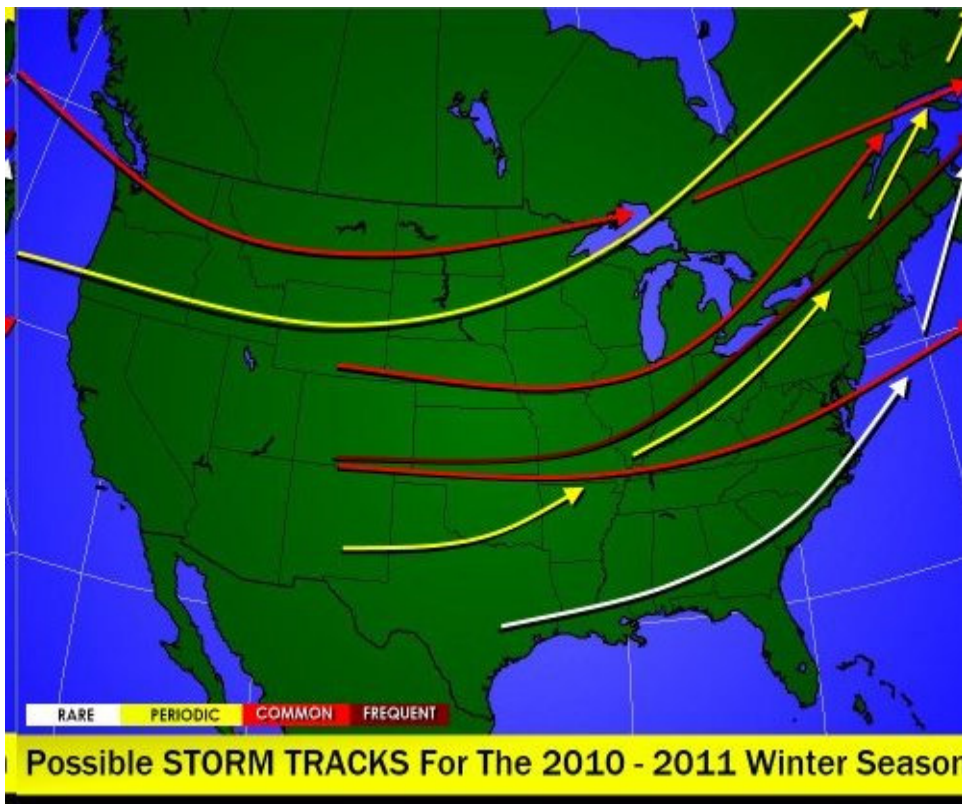 RARE PERIODIC COMMON FREQUENT
Possible STORM TRACKS For The 2010 - 2011 Winter Season